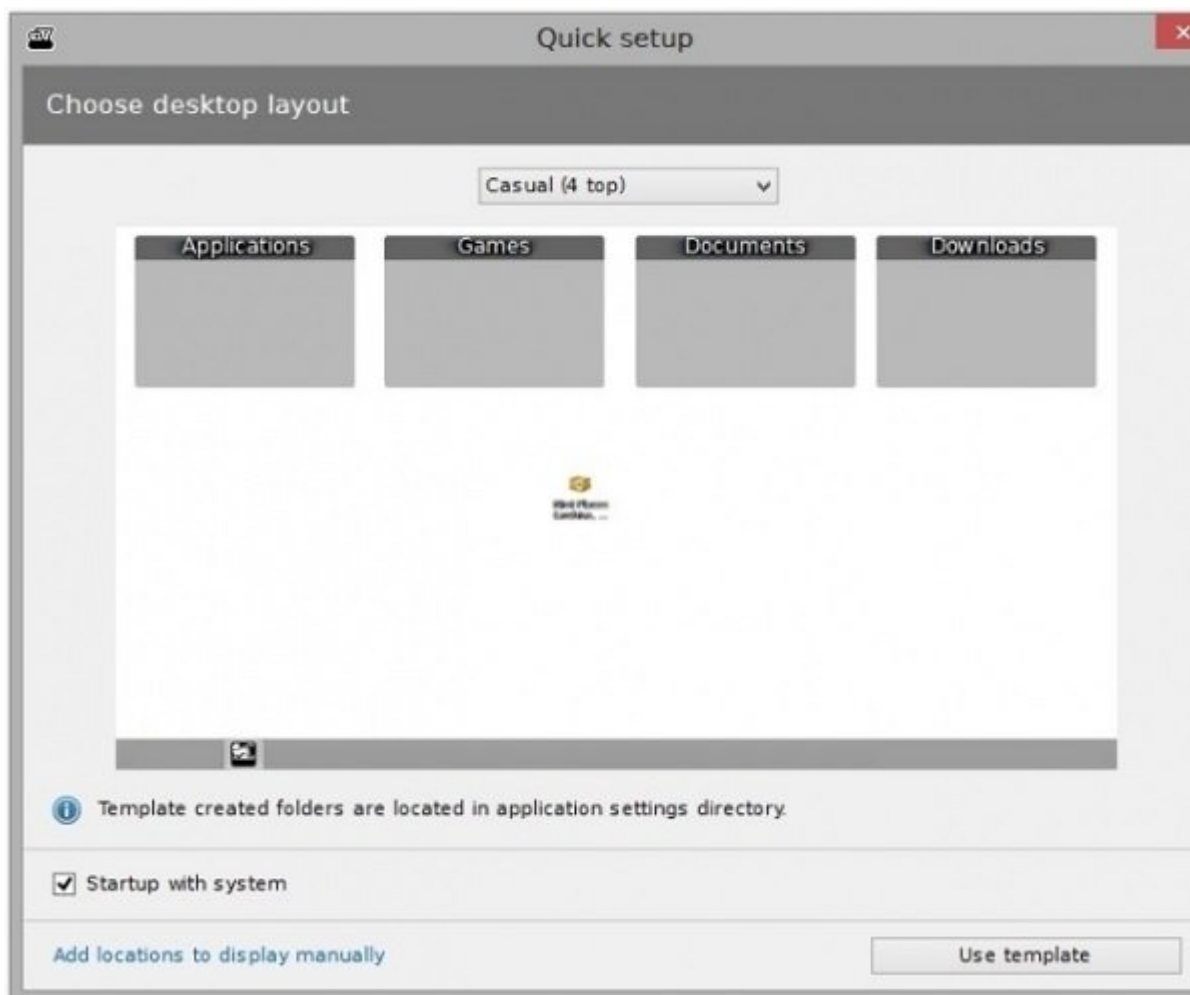 Quick setup
Choose desktop layout
Casual (4 top)
Applications Games Documents Downloads
Template created folders are located in application settings directory.
Startup with system
Add locations to display manually Use template